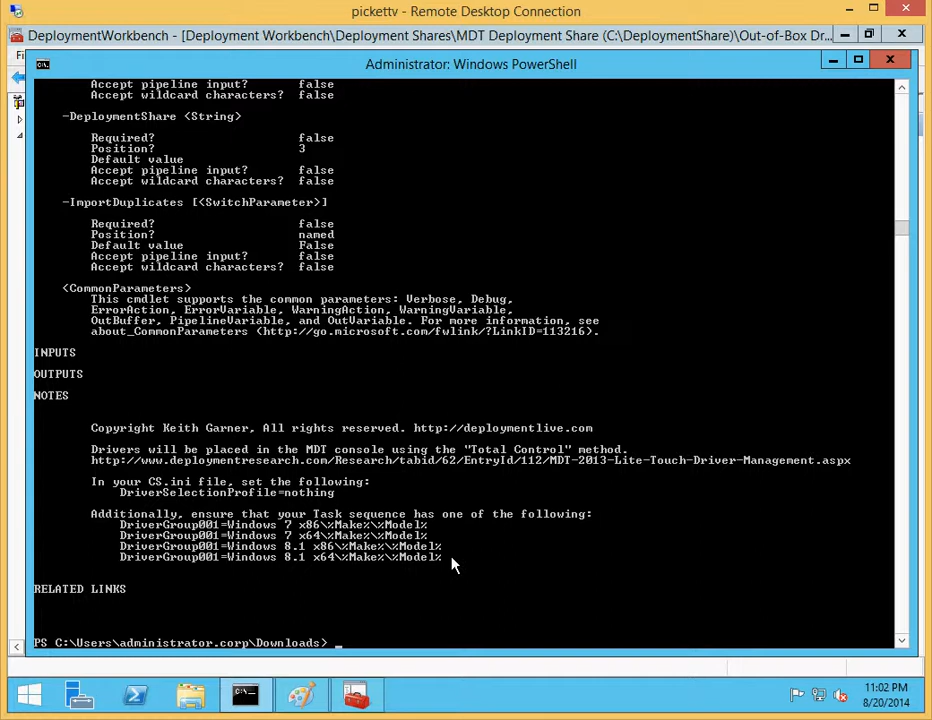 pickettv - Remote Desktop Connection
DeploymentWorkbench - [Deployment Workbench\Deployment Shares\MDT Deployment Share (C:\DeploymentShare)\Out-of-Box Dr...
Fi
Administrator: Windows PowerShell
Accept pipeline input? false
Accept wildcard characters? false
-DeploymentShare <String>
Required? false
Position? 3
Default value
Accept pipeline input? false
Accept wildcard characters? false
-ImportDuplicates [<SwitchParameter>]
Required? false
Position? named
Default value False
Accept pipeline input? false
Accept wildcard characters? false
<CommonParameters>
This cmdlet supports the common parameters: Verbose, Debug,
ErrorAction, ErrorVariable, WarningAction, WarningVariable,
OutBuffer, PipelineVariable, and OutVariable. For more information, see
about_CommonParameters (http://go.microsoft.com/fwlink/?LinkID=113216).
INPUTS
OUTPUTS
NOTES
Copyright Keith Garner, All rights reserved. http://deploymentlive.com
Drivers will be placed in the MDT console using the "Total Control" method.
http://www.deploymentresearch.com/Research/tabid/62/EntryId/112/MDT-2013-Lite-Touch-Driver-Management.aspx
In your CS.ini file, set the following:
DriverSelectionProfile=nothing
Additionally, ensure that your Task sequence has one of the following:
DriverGroup001=Windows 7 x86\%Make%\%Model%
DriverGroup001=Windows 7 x64\%Make%\%Model%
DriverGroup001=Windows 8.1 x86\%Make%\%Model%
DriverGroup001=Windows 8.1 x64\%Make%\%Model%
RELATED LINKS
PS C:\Users\administrator.corp\Downloads> _
11:02 PM
8/20/2014